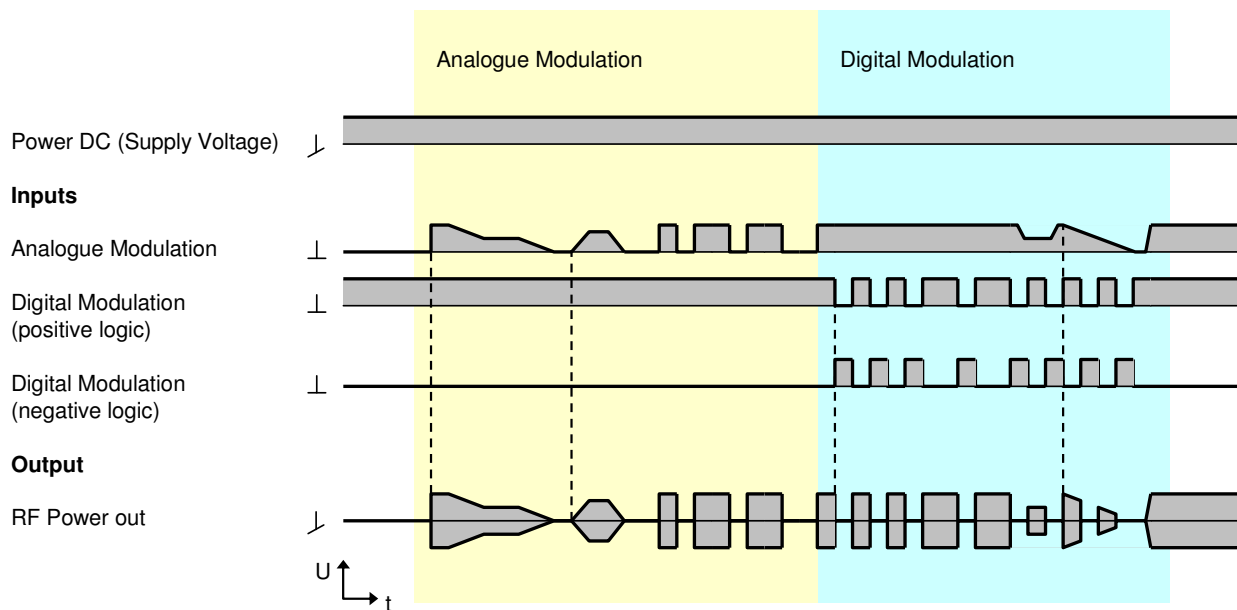 Analogue Modulation
Digital Modulation
Power DC (Supply Voltage)
Inputs
Analogue Modulation
Digital Modulation
(positive logic)
Digital Modulation
(negative logic)
Output
RF Power out
U
t